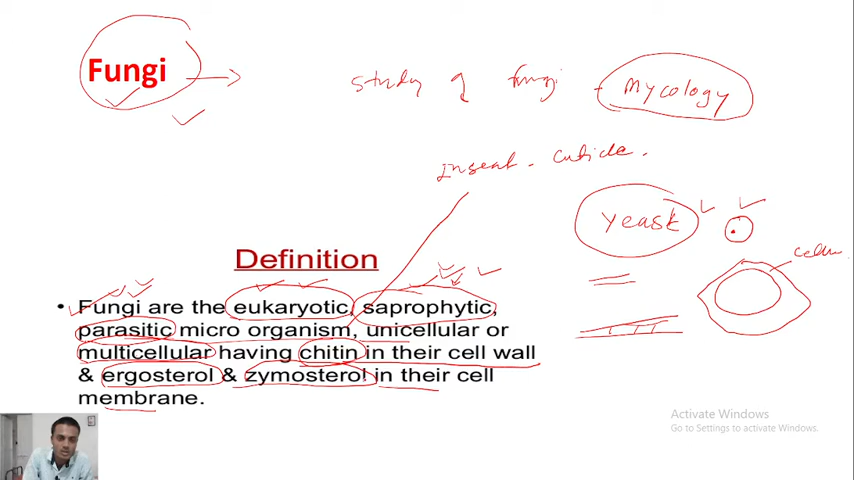 Fungi
study of fungi - Mycology
Insect - cuticle.
Yeask
Definition
• Fungi are the eukaryotic, saprophytic,
parasitic micro organism, unicellular or
multicellular having chitin in their cell wall
& ergosterol & zymosterol in their cell
membrane.
Activate Windows
Go to Settings to activate Windows.